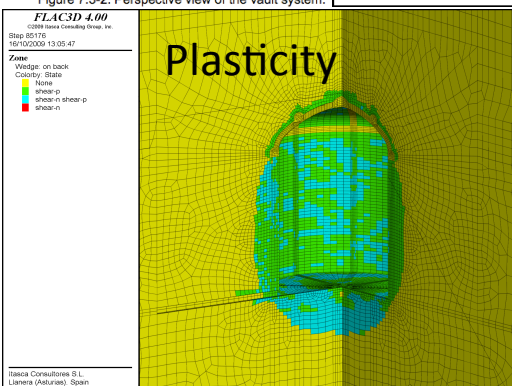 Figure 7.3-2. Perspective view of the vault system.
FLAC3D 4.00
©2009 Itasca Consulting Group, Inc.
Step 85176
16/10/2009 13:05:47
Zone
Wedge: on back
Colorby: State
None
shear-p
shear-n shear-p
shear-n
Itasca Consultores S.L.
Llanera (Asturias). Spain
Plasticity